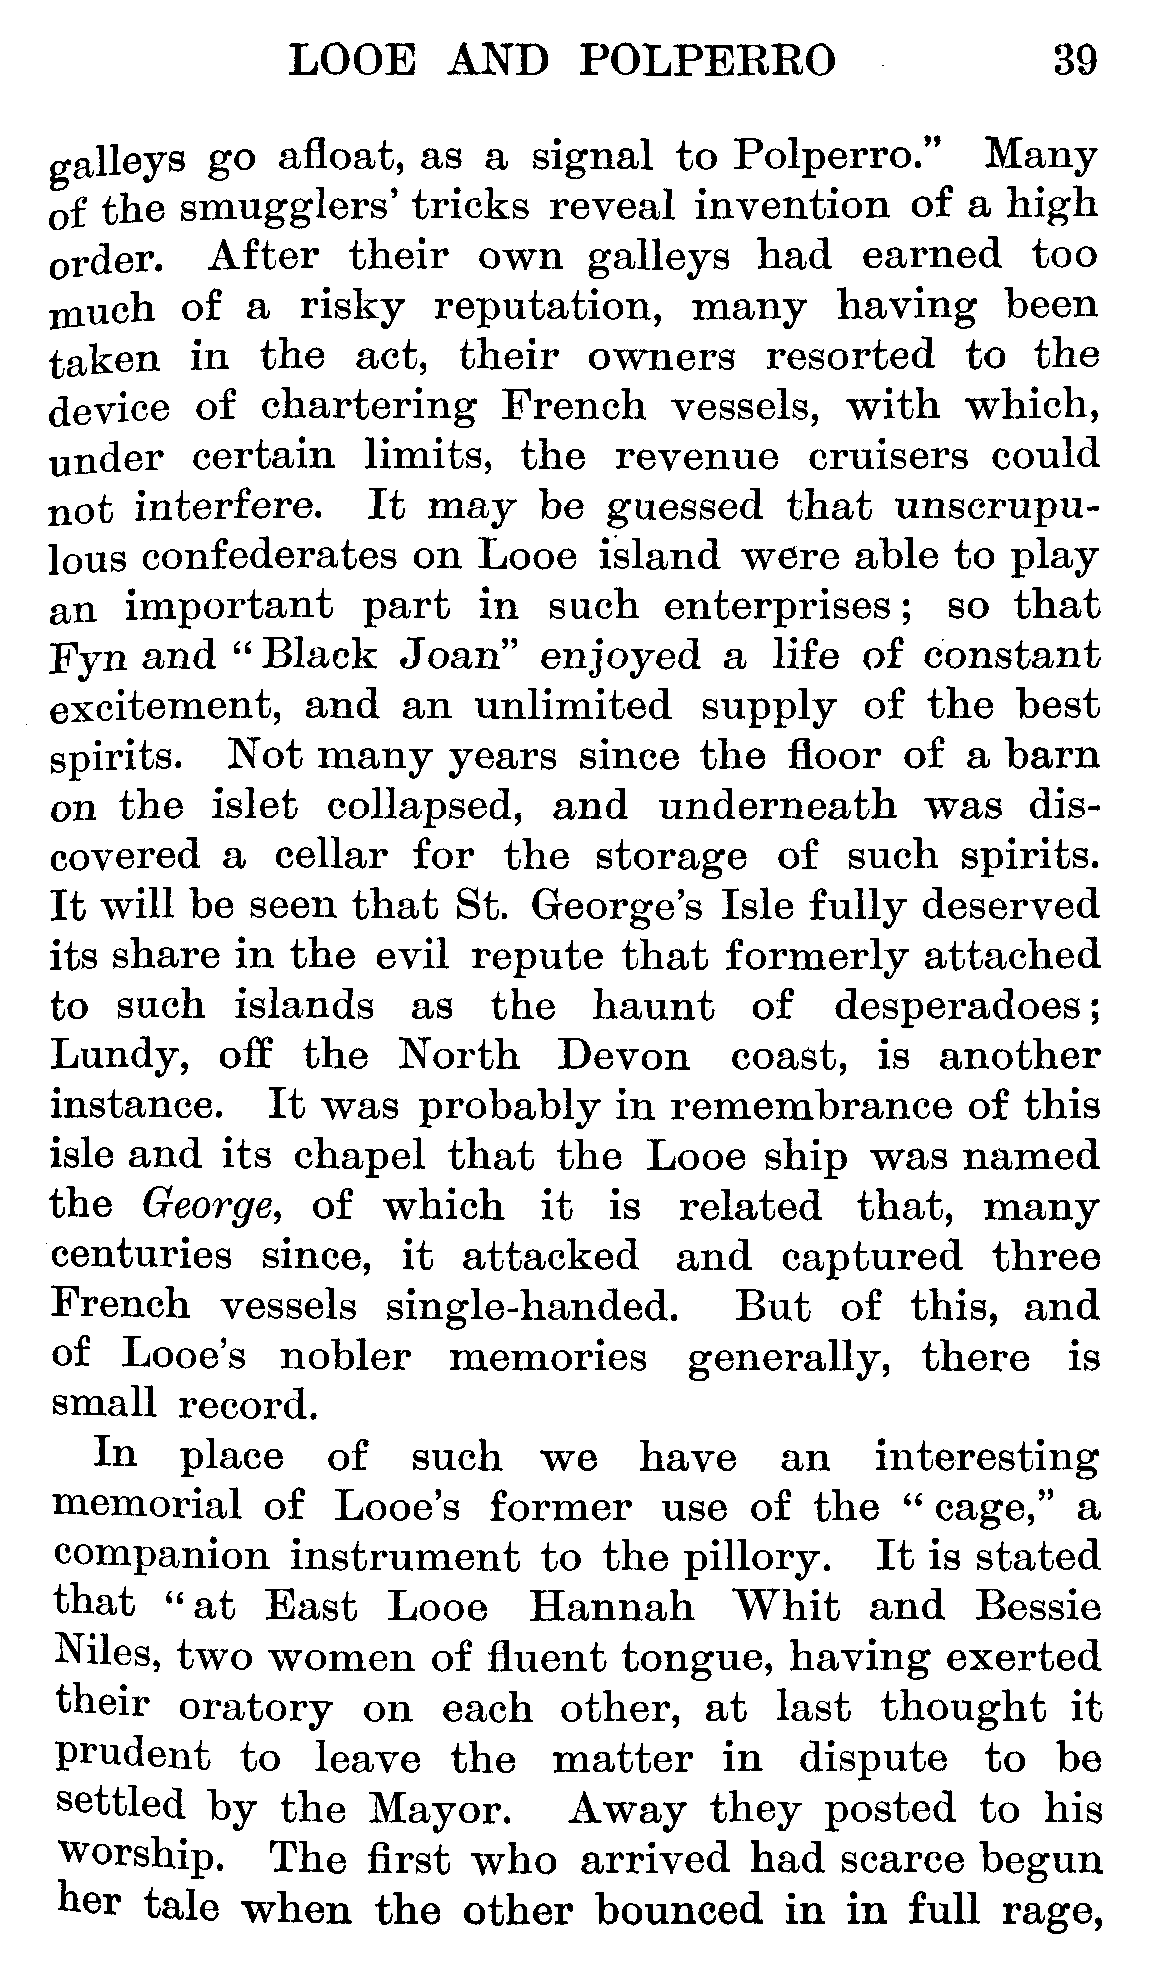 LOOE AND POLPERRO 39
galleys go afloat, as a signal to Polperro.” Many
of the smugglers’ tricks reveal invention of a high
order. After their own galleys had earned too
much of a risky reputation, many having been
taken in the act, their owners resorted to the
device of chartering French vessels, with which,
under certain limits, the revenue cruisers could
not interfere. It may be guessed that unscrupu-
lous confederates on Looe island were able to play
an important part in such enterprises; so that
Fyn and “Black Joan” enjoyed a life of constant
excitement, and an unlimited supply of the best
spirits. Not many years since the floor of a barn
on the islet collapsed, and underneath was dis-
covered a cellar for the storage of such spirits.
It will be seen that St. George’s Isle fully deserved
its share in the evil repute that formerly attached
to such islands as the haunt of desperadoes;
Lundy, off the North Devon coast, is another
instance. It was probably in remembrance of this
isle and its chapel that the Looe ship was named
the George, of which it is related that, many
centuries since, it attacked and captured three
French vessels single-handed. But of this, and
of Looe’s nobler memories generally, there is
small record.
In place of such we have an interesting
memorial of Looe’s former use of the “cage,” a
companion instrument to the pillory. It is stated
that “at East Looe Hannah Whit and Bessie
Niles, two women of fluent tongue, having exerted
their oratory on each other, at last thought it
prudent to leave the matter in dispute to be
settled by the Mayor. Away they posted to his
worship. The first who arrived had scarce begun
her tale when the other bounced in in full rage,